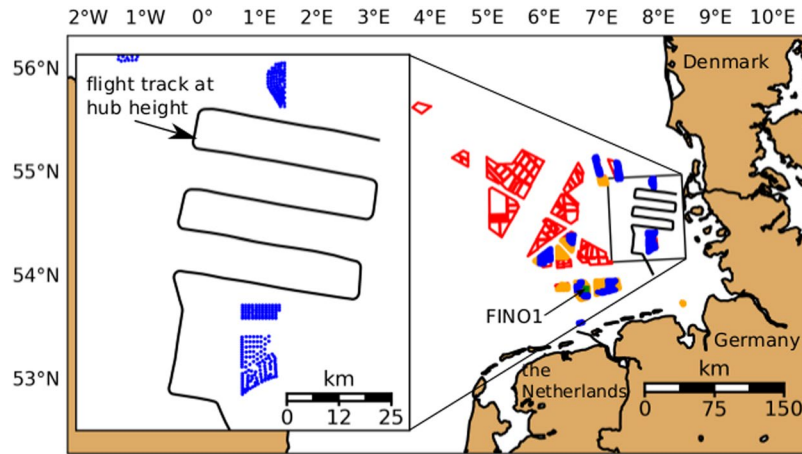 2°W 1°W 0° 1°E 2°E 3°E 4°E 5°E 6°E 7°E 8°E 9°E 10°E
56°N
55°N
54°N
53°N
flight track at
hub height
km
0 12 25
Denmark
FINO1
Germany
the
Netherlands
km
0 75 150